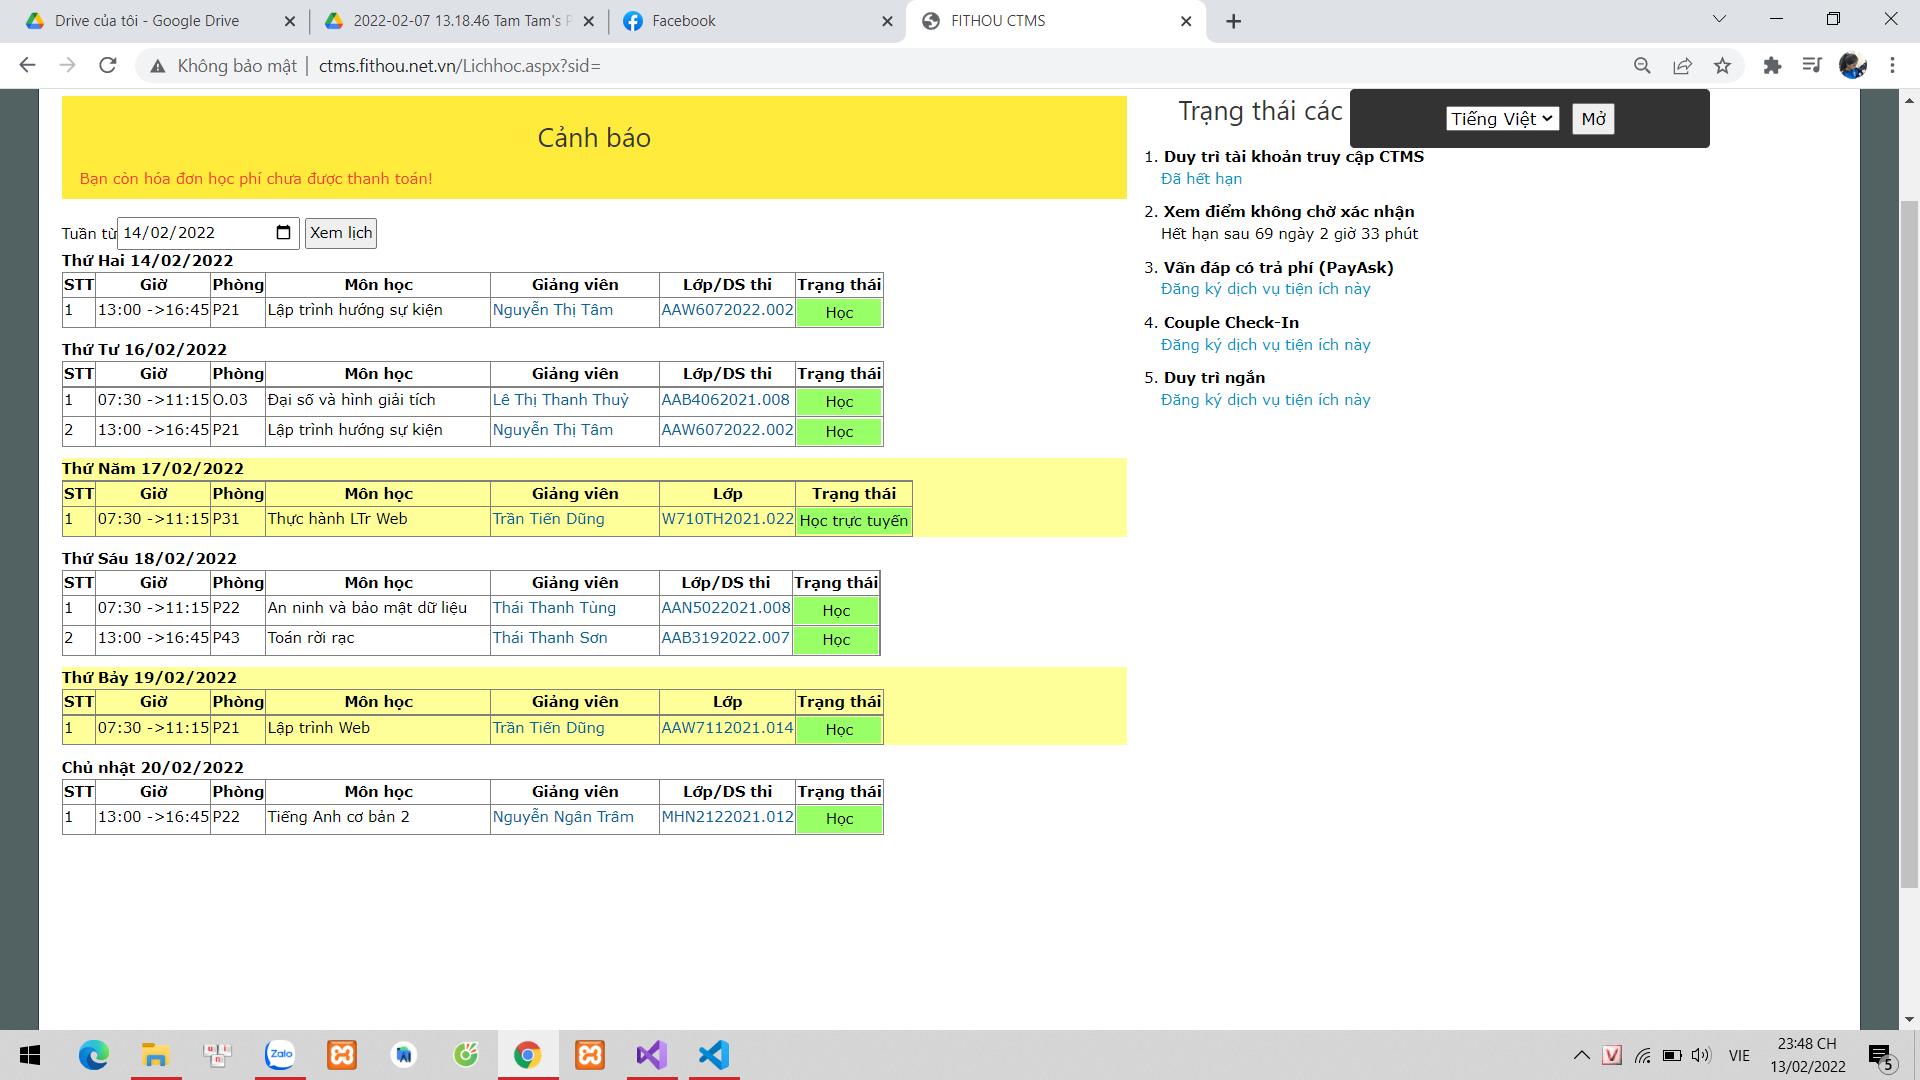 Drive của tôi - Google Drive
2022-02-07 13.18.46 Tam Tam's P
Facebook
FITHOU CTMS
Không bảo mật | ctms.fithou.net.vn/Lichhoc.aspx?sid=
Cảnh báo
Bạn còn hóa đơn học phí chưa được thanh toán!
Tuần từ 14/02/2022 Xem lịch
Thứ Hai 14/02/2022
STT Giờ Phòng Môn học Giảng viên Lớp/DS thi Trạng thái
1 13:00 ->16:45 P21 Lập trình hướng sự kiện Nguyễn Thị Tâm AAW6072022.002 Học
Thứ Tư 16/02/2022
STT Giờ Phòng Môn học Giảng viên Lớp/DS thi Trạng thái
1 07:30 ->11:15 O.03 Đại số và hình giải tích Lê Thị Thanh Thuỳ AAB4062021.008 Học
2 13:00 ->16:45 P21 Lập trình hướng sự kiện Nguyễn Thị Tâm AAW6072022.002 Học
Thứ Năm 17/02/2022
STT Giờ Phòng Môn học Giảng viên Lớp Trạng thái
1 07:30 ->11:15 P31 Thực hành LTr Web Trần Tiến Dũng W710TH2021.022 Học trực tuyến
Thứ Sáu 18/02/2022
STT Giờ Phòng Môn học Giảng viên Lớp/DS thi Trạng thái
1 07:30 ->11:15 P22 An ninh và bảo mật dữ liệu Thái Thanh Tùng AAN5022021.008 Học
2 13:00 ->16:45 P43 Toán rời rạc Thái Thanh Sơn AAB3192022.007 Học
Thứ Bảy 19/02/2022
STT Giờ Phòng Môn học Giảng viên Lớp Trạng thái
1 07:30 ->11:15 P21 Lập trình Web Trần Tiến Dũng AAW7112021.014 Học
Chủ nhật 20/02/2022
STT Giờ Phòng Môn học Giảng viên Lớp/DS thi Trạng thái
1 13:00 ->16:45 P22 Tiếng Anh cơ bản 2 Nguyễn Ngân Trâm MHN2122021.012 Học
Trạng thái các
Tiếng Việt Mở
1. Duy trì tài khoản truy cập CTMS
Đã hết hạn
2. Xem điểm không chờ xác nhận
Hết hạn sau 69 ngày 2 giờ 33 phút
3. Vấn đáp có trả phí (PayAsk)
Đăng ký dịch vụ tiện ích này
4. Couple Check-In
Đăng ký dịch vụ tiện ích này
5. Duy trì ngắn
Đăng ký dịch vụ tiện ích này
Zalo
VIE
23:48 CH
13/02/2022
5